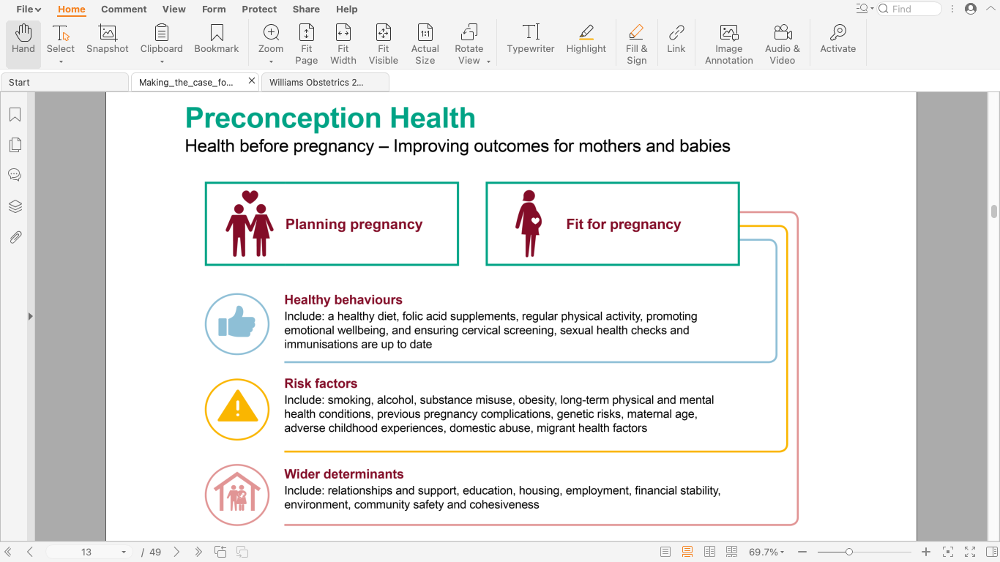 File Home Comment View Form Protect Share Help
Find
Hand Select Snapshot Clipboard Bookmark Zoom Fit Page Fit Width Fit Visible Actual Size Rotate View Typewriter Highlight Fill & Sign Link Image Annotation Audio & Video Activate
Start Making_the_case_fo... Williams Obstetrics 2...
Preconception Health
Health before pregnancy – Improving outcomes for mothers and babies
Planning pregnancy
Fit for pregnancy
Healthy behaviours
Include: a healthy diet, folic acid supplements, regular physical activity, promoting
emotional wellbeing, and ensuring cervical screening, sexual health checks and
immunisations are up to date
Risk factors
Include: smoking, alcohol, substance misuse, obesity, long-term physical and mental
health conditions, previous pregnancy complications, genetic risks, maternal age,
adverse childhood experiences, domestic abuse, migrant health factors
Wider determinants
Include: relationships and support, education, housing, employment, financial stability,
environment, community safety and cohesiveness
13 / 49
69.7%